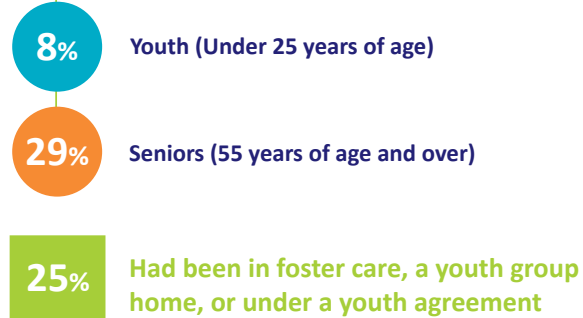 8%
Youth (Under 25 years of age)
29%
Seniors (55 years of age and over)
25%
Had been in foster care, a youth group
home, or under a youth agreement